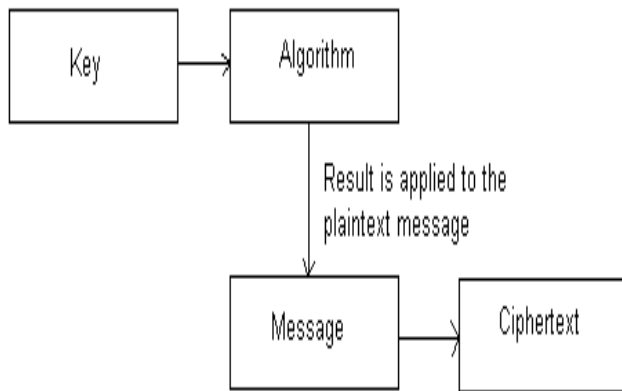 Key
Algorithm
Result is applied to the
plaintext message
Message
Ciphertext